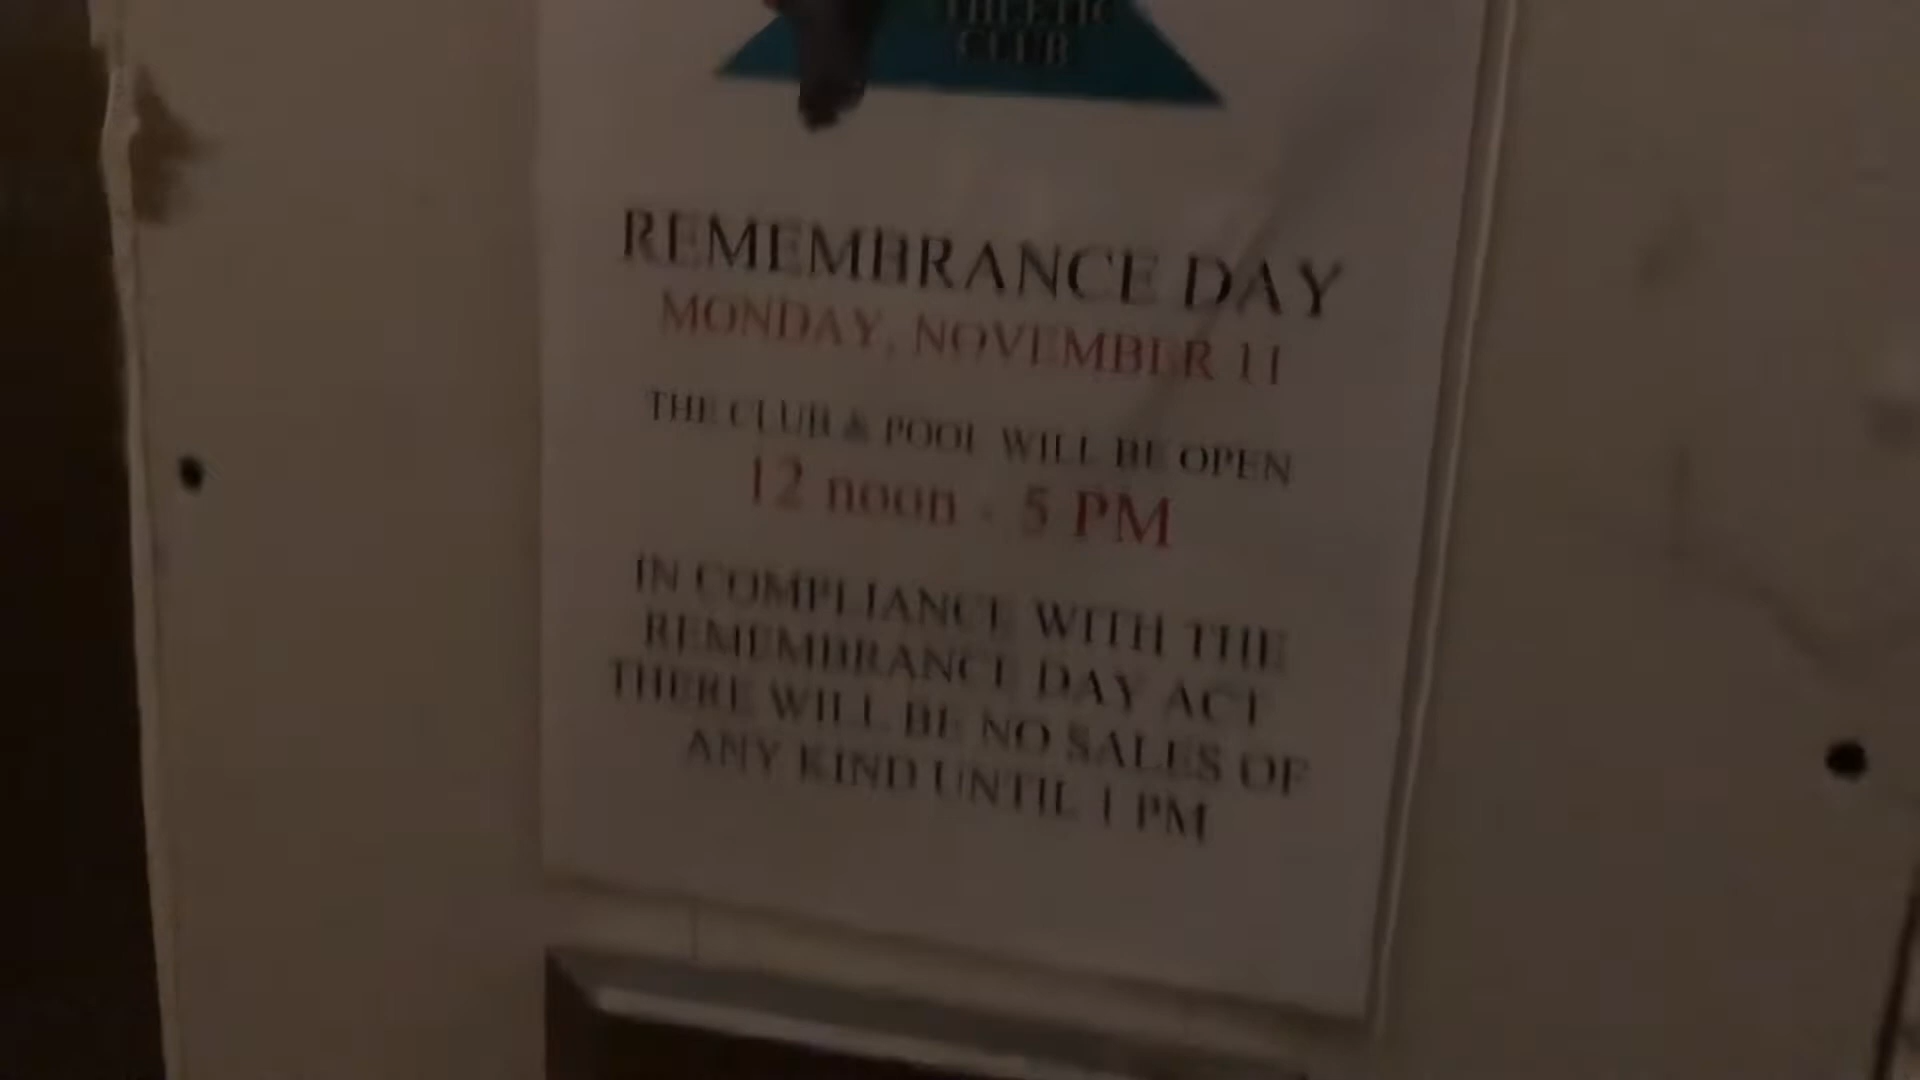 CLUB
REMEMBRANCE DAY
MONDAY, NOVEMBER 11
THE CLUB & POOL WILL BE OPEN
12 noon - 5 PM
IN COMPLIANCE WITH THE
REMEMBRANCE DAY ACT
THERE WILL BE NO SALES OF
ANY KIND UNTIL 1 PM